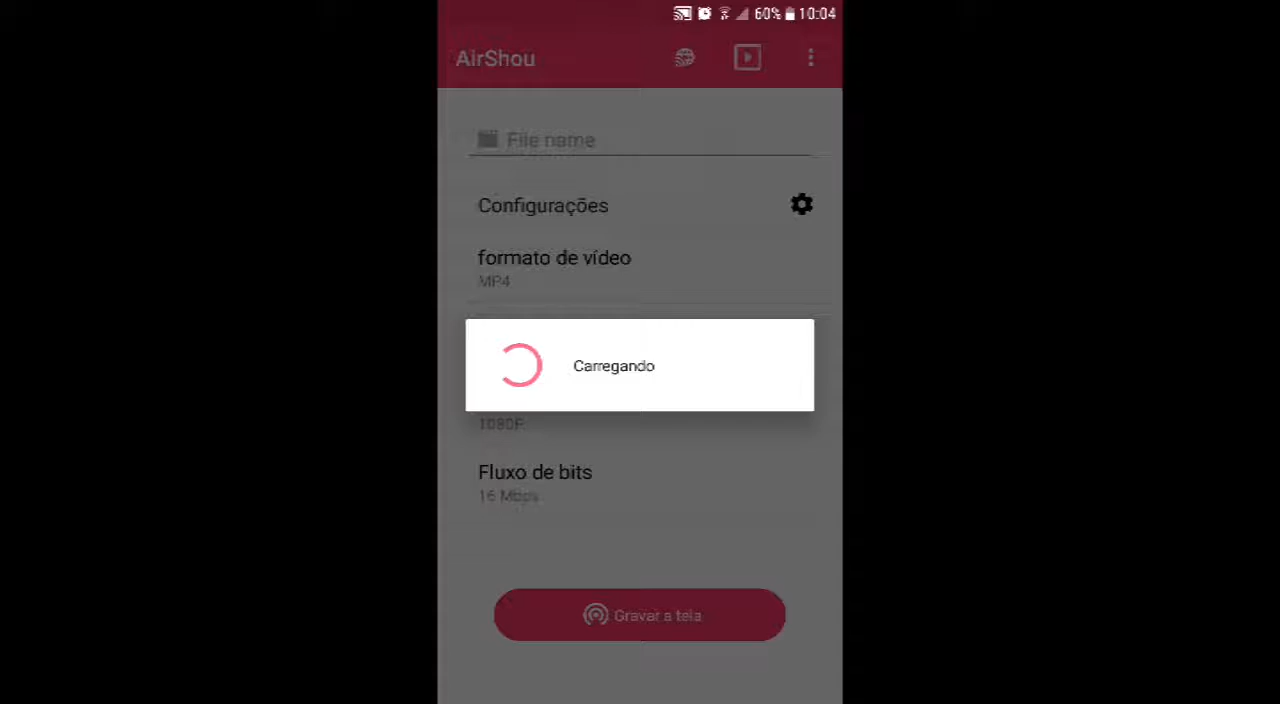 60% 10:04
AirShou
File name
Configurações
formato de vídeo
MP4
Carregando
1080P
Fluxo de bits
16 Mbps
Gravar a tela